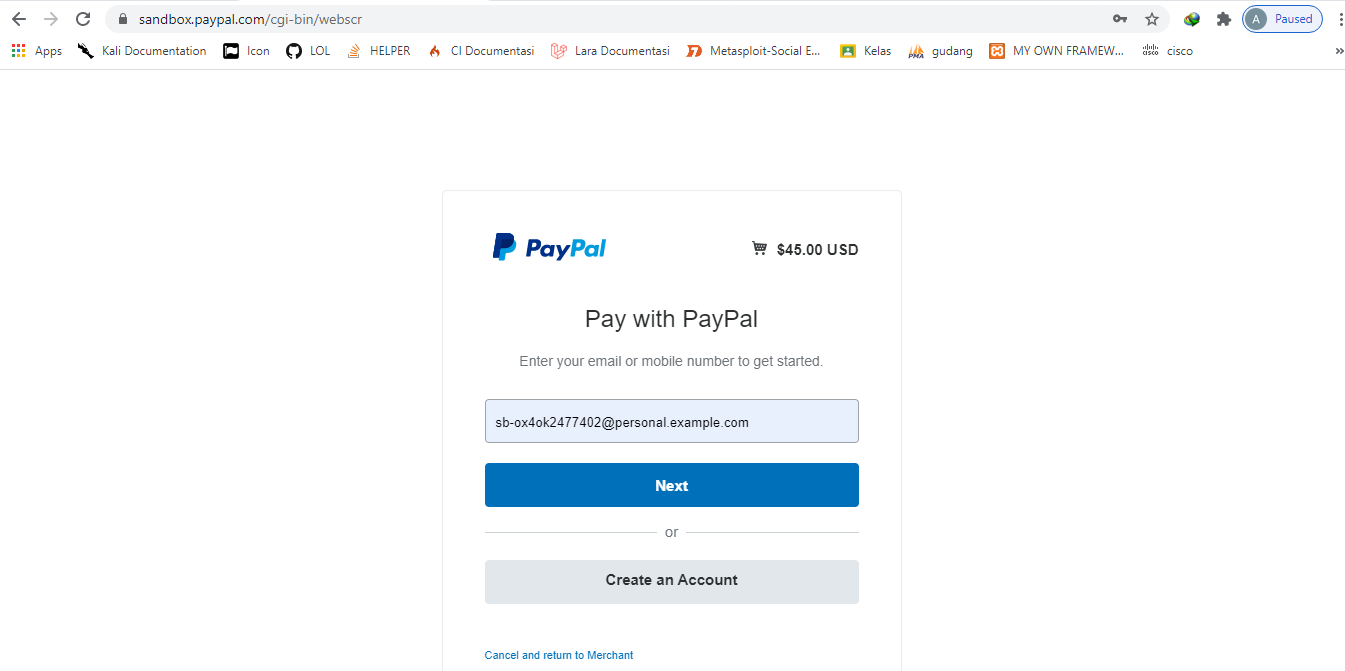 sandbox.paypal.com/cgi-bin/webscr
A Paused
Apps Kali Documentation Icon LOL HELPER CI Documentasi Lara Documentasi Metasploit-Social E... Kelas PMA gudang MY OWN FRAMEW... cisco cisco »
PayPal $45.00 USD
Pay with PayPal
Enter your email or mobile number to get started.
sb-ox4ok2477402@personal.example.com
Next
or
Create an Account
Cancel and return to Merchant